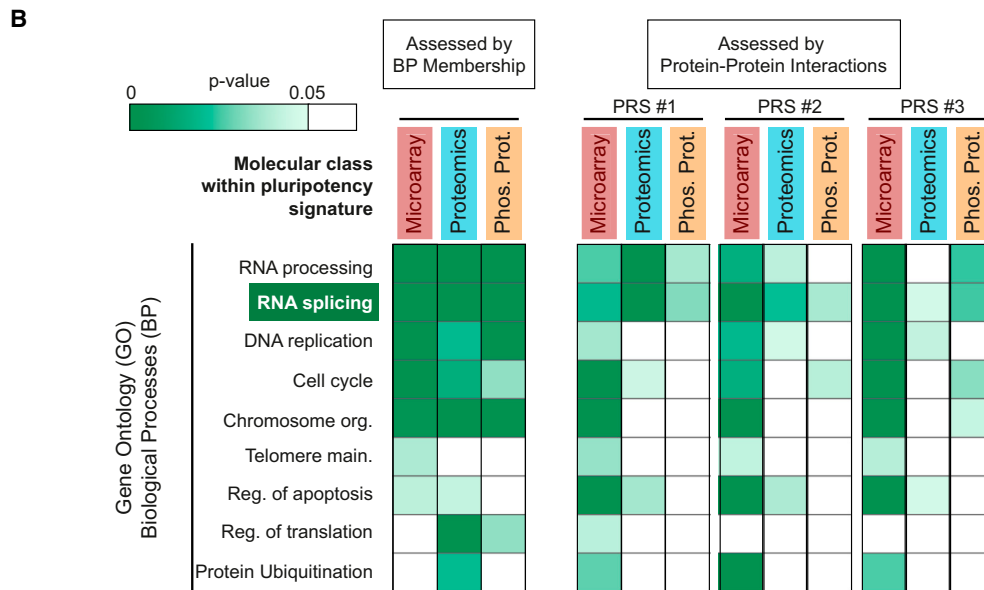 B
Assessed by
BP Membership
Assessed by
Protein-Protein Interactions
p-value
0 0.05
PRS #1 PRS #2 PRS #3
Molecular class
within pluripotency
signature
Microarray
Proteomics
Phos. Prot.
Microarray
Proteomics
Phos. Prot.
Microarray
Proteomics
Phos. Prot.
Microarray
Proteomics
Phos. Prot.
Gene Ontology (GO)
Biological Processes (BP)
RNA processing
RNA splicing
DNA replication
Cell cycle
Chromosome org.
Telomere main.
Reg. of apoptosis
Reg. of translation
Protein Ubiquitination